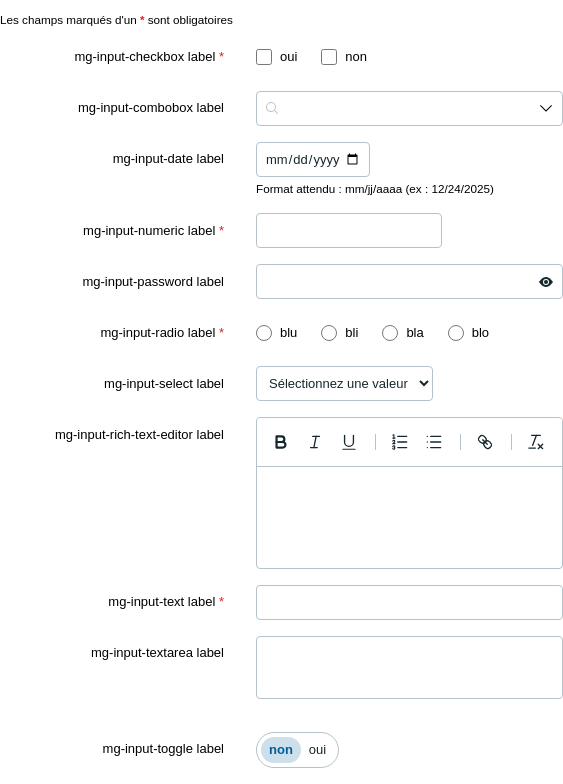 Les champs marqués d'un * sont obligatoires
mg-input-checkbox label * oui non
mg-input-combobox label
mg-input-date label mm/dd/yyyy
Format attendu : mm/jj/aaaa (ex : 12/24/2025)
mg-input-numeric label *
mg-input-password label
mg-input-radio label * blu bli bla blo
mg-input-select label Sélectionnez une valeur
mg-input-rich-text-editor label
mg-input-text label *
mg-input-textarea label
mg-input-toggle label non oui